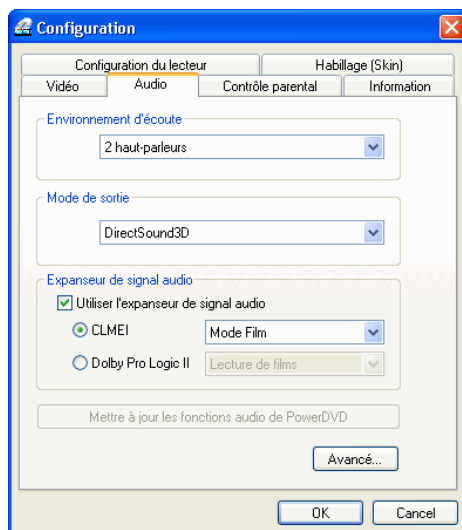 Configuration
Configuration du lecteur
Habillage (Skin)
Vidéo
Audio
Contrôle parental
Information
Environnement d'écoute
2 haut-parleurs
Mode de sortie
DirectSound3D
Expanseur de signal audio
Utiliser l'expanseur de signal audio
CLMEI
Mode Film
Dolby Pro Logic II
Lecture de films
Mettre à jour les fonctions audio de PowerDVD
Avancé...
OK
Cancel